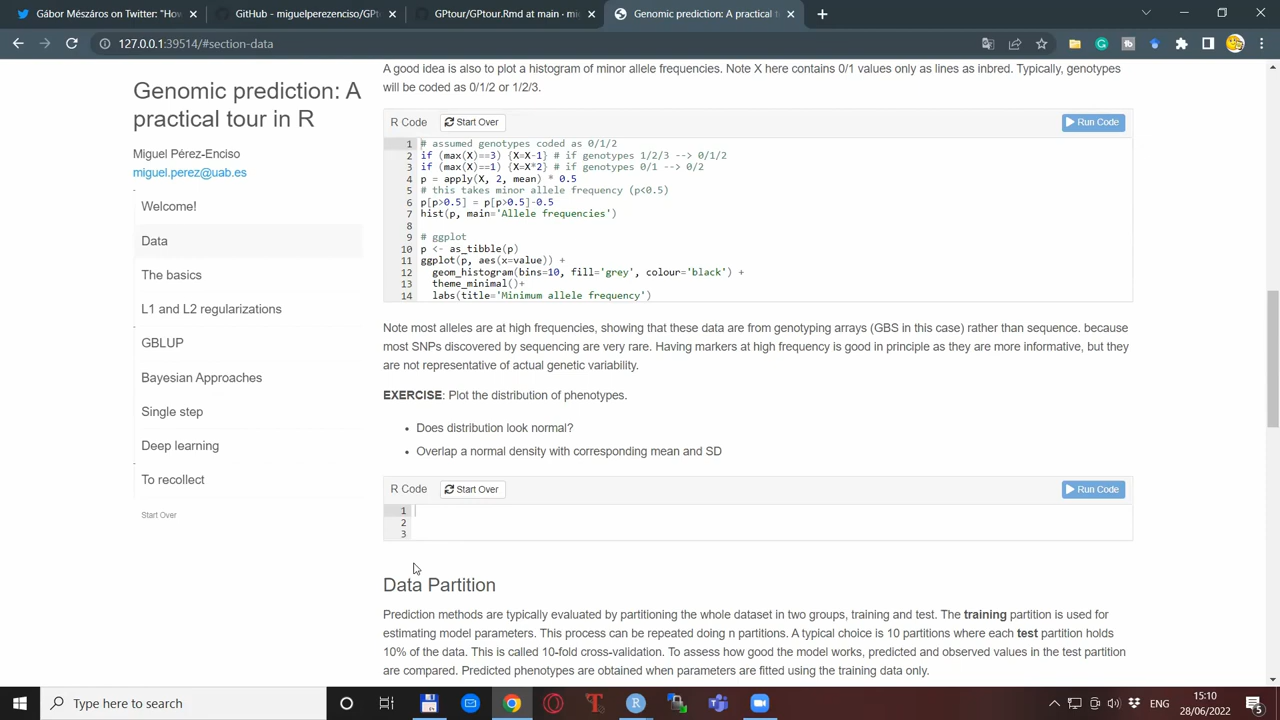 Gábor Mészáros on Twitter: "How
GitHub - miguelperezenciso/GPt
GPtour/GPtour.Rmd at main · mi
Genomic prediction: A practical t
127.0.0.1:39514/#section-data
Genomic prediction: A
practical tour in R
Miguel Pérez-Enciso
miguel.perez@uab.es
Welcome!
Data
The basics
L1 and L2 regularizations
GBLUP
Bayesian Approaches
Single step
Deep learning
To recollect
Start Over
A good idea is also to plot a histogram of minor allele frequencies. Note X here contains 0/1 values only as lines as inbred. Typically, genotypes
will be coded as 0/1/2 or 1/2/3.
R Code Start Over Run Code
1 # assumed genotypes coded as 0/1/2
2 if (max(X)==3) {X=X-1} # if genotypes 1/2/3 --> 0/1/2
3 if (max(X)==1) {X=X*2} # if genotypes 0/1 --> 0/2
4 p = apply(X, 2, mean) * 0.5
5 # this takes minor allele frequency (p<0.5)
6 p[p>0.5] = p[p>0.5]-0.5
7 hist(p, main='Allele frequencies')
8
9 # ggplot
10 p <- as_tibble(p)
11 ggplot(p, aes(x=value)) +
12 geom_histogram(bins=10, fill='grey', colour='black') +
13 theme_minimal()+
14 labs(title='Minimum allele frequency')
Note most alleles are at high frequencies, showing that these data are from genotyping arrays (GBS in this case) rather than sequence. because
most SNPs discovered by sequencing are very rare. Having markers at high frequency is good in principle as they are more informative, but they
are not representative of actual genetic variability.
EXERCISE: Plot the distribution of phenotypes.
• Does distribution look normal?
• Overlap a normal density with corresponding mean and SD
R Code Start Over Run Code
1
2
3
Data Partition
Prediction methods are typically evaluated by partitioning the whole dataset in two groups, training and test. The training partition is used for
estimating model parameters. This process can be repeated doing n partitions. A typical choice is 10 partitions where each test partition holds
10% of the data. This is called 10-fold cross-validation. To assess how good the model works, predicted and observed values in the test partition
are compared. Predicted phenotypes are obtained when parameters are fitted using the training data only.
Type here to search
ENG
15:10
28/06/2022
5